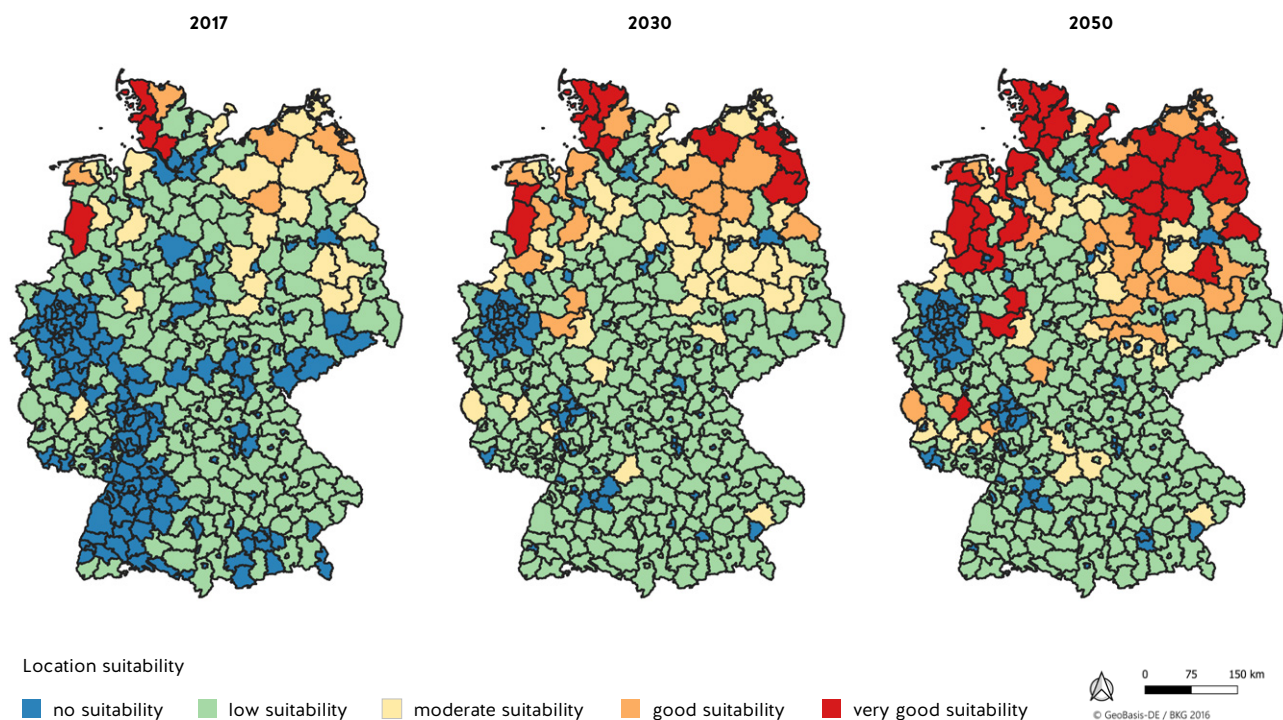 2017 2030 2050
Location suitability
no suitability low suitability moderate suitability good suitability very good suitability
0 75 150 km
© GeoBasis-DE / BKG 2016